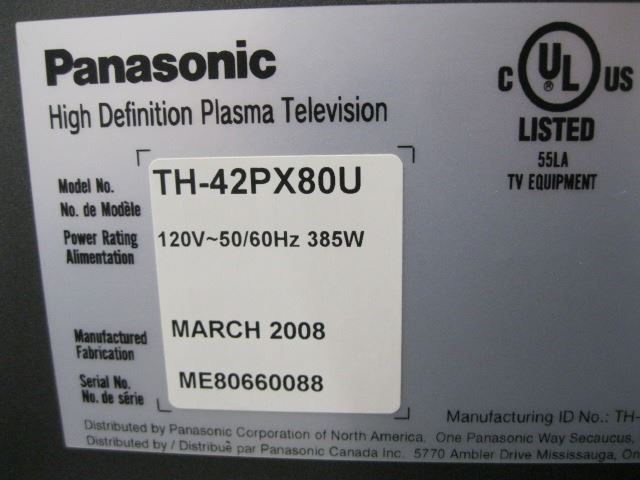 Panasonic
High Definition Plasma Television
C UL ® US
LISTED
55LA
TV EQUIPMENT
Model No. TH-42PX80U
No. de Modèle
Power Rating 120V~50/60Hz 385W
Alimentation
Manufactured MARCH 2008
Fabrication
Serial No. ME80660088
No. de série
Manufacturing ID No.: TH-
Distributed by Panasonic Corporation of North America. One Panasonic Way Secaucus,
Distributed by / Distribuè par Panasonic Canada Inc. 5770 Ambler Drive Mississauga, On